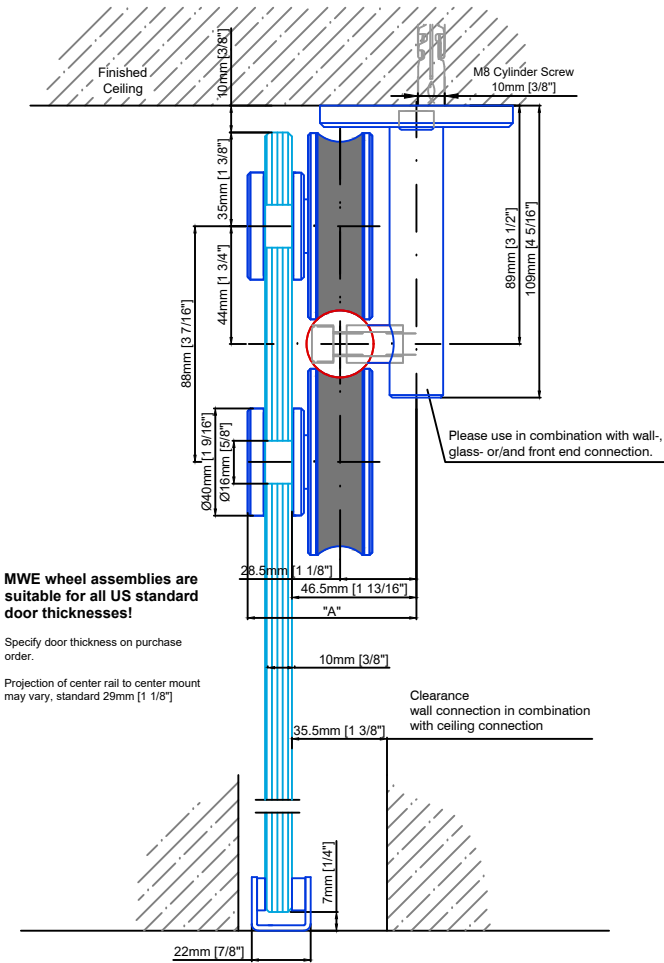 10mm [3/8"]
Finished
Ceiling
M8 Cylinder Screw
10mm [3/8"]
35mm [1 3/8"]
44mm [1 3/4"]
88mm [3 7/16"]
89mm [3 1/2"]
109mm [4 5/16"]
Ø40mm [1 9/16"]
Ø16mm [5/8"]
Please use in combination with wall-,
glass- or/and front end connection.
28.5mm [1 1/8"]
46.5mm [1 13/16"]
"A"
MWE wheel assemblies are
suitable for all US standard
door thicknesses!
Specify door thickness on purchase
order.
Projection of center rail to center mount
may vary, standard 29mm [1 1/8"]
10mm [3/8"]
Clearance
wall connection in combination
with ceiling connection
35.5mm [1 3/8"]
7mm [1/4"]
22mm [7/8"]